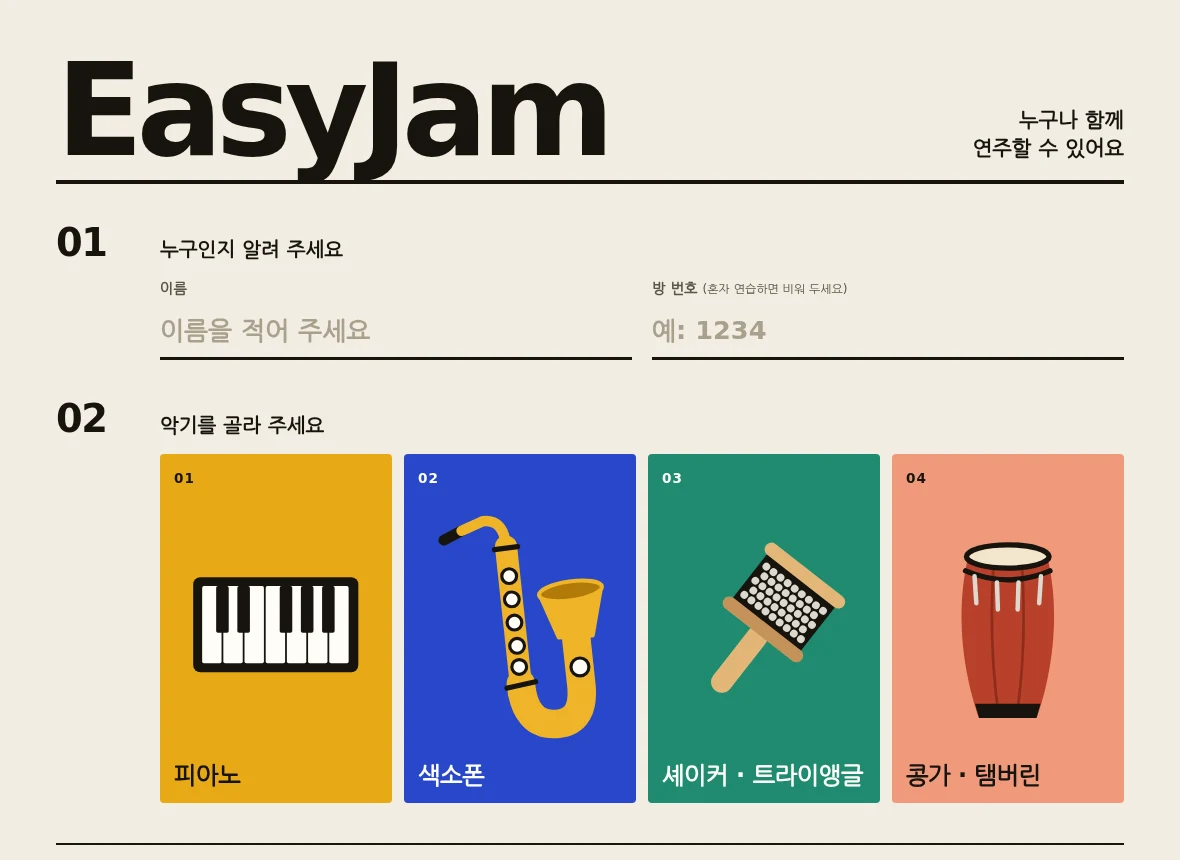 EasyJam
누구나 함께
연주할 수 있어요
01
누구인지 알려 주세요
이름
방 번호 (혼자 연습하면 비워 두세요)
이름을 적어 주세요
예: 1234
02
악기를 골라 주세요
01
02
03
04
피아노
색소폰
셰이커 · 트라이앵글
콩가 · 탬버린